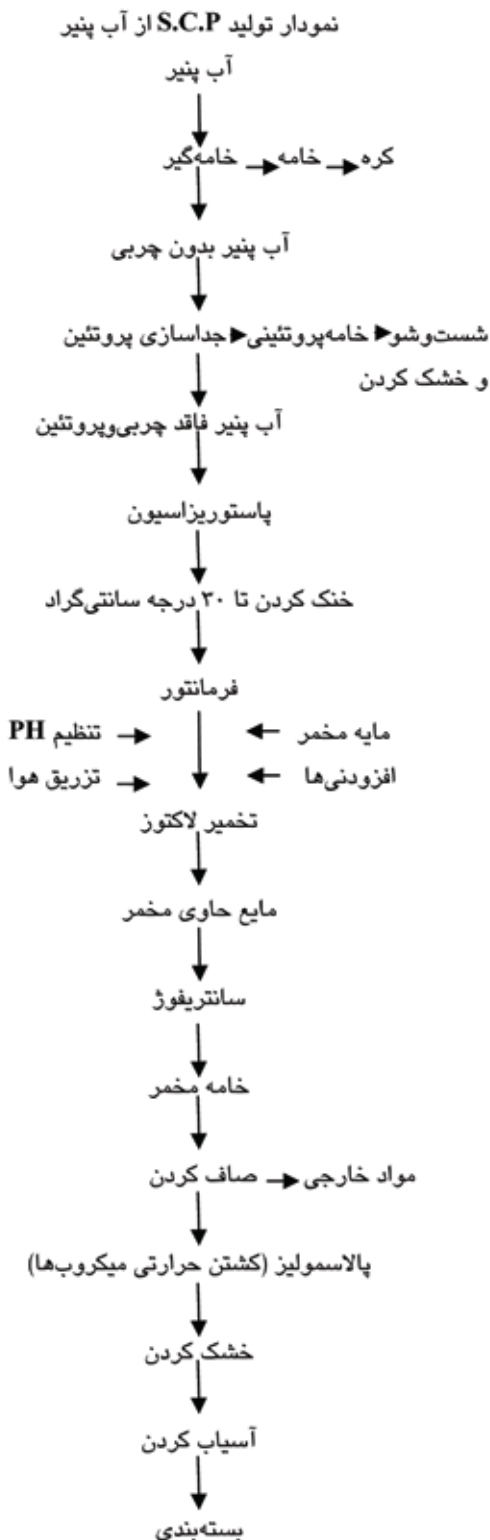 نمودار تولید S.C.P از آب پنیر
آب پنیر
خامه‌گیر خامه کره
آب پنیر بدون چربی
جداسازی پروتئین خامه‌پروتئینی شست‌وشو
و خشک کردن
آب پنیر فاقد چربی‌وپروتئین
پاستوریزاسیون
خنک کردن تا ۳۰ درجه سانتی‌گراد
فرمانتور
مایه مخمر تنظیم PH
افزودنی‌ها تزریق هوا
تخمیر لاکتوز
مایع حاوی مخمر
سانتریفوژ
خامه مخمر
مواد خارجی صاف کردن
پالاسمولیز (کشتن حرارتی میکروب‌ها)
خشک کردن
آسیاب کردن
بسته‌بندی